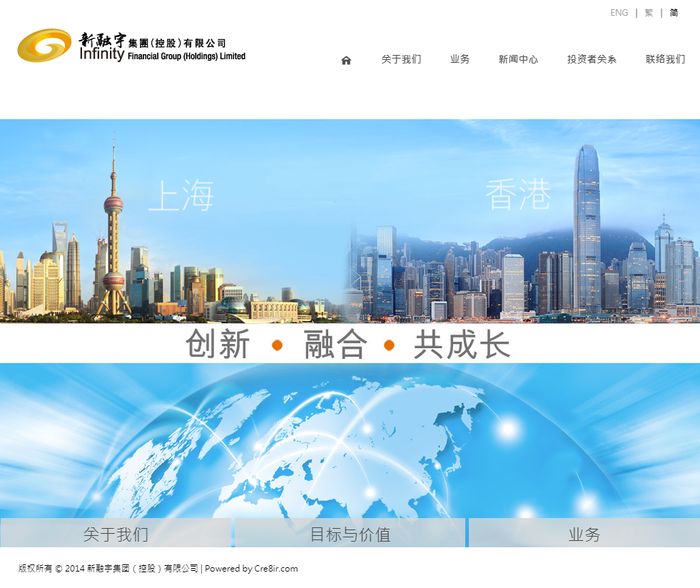 ENG | 繁 | 简
新融宇集團(控股)有限公司
Infinity Financial Group (Holdings) Limited
关于我们 业务 新闻中心 投资者关系 联络我们
上海 香港
创新 • 融合 • 共成长
关于我们 目标与价值 业务
版权所有 © 2014 新融宇集团(控股)有限公司 | Powered by Cre8ir.com